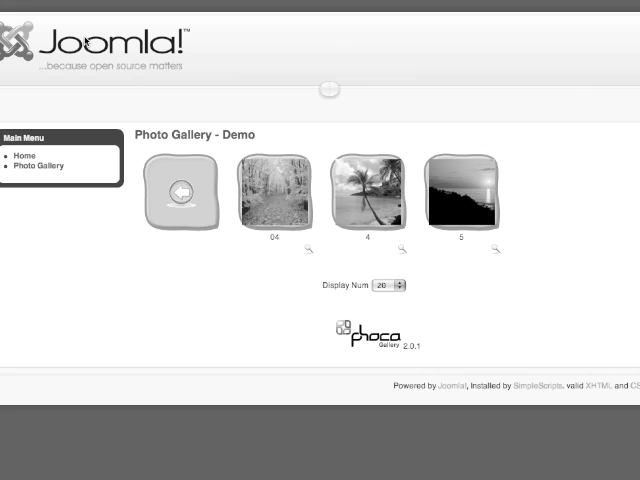 Joomla!™
...because open source matters
Main Menu
Home
Photo Gallery
Photo Gallery - Demo
04
4
5
Display Num 20
phoca
Gallery 2.0.1
Powered by Joomla!, Installed by SimpleScripts. valid XHTML and CS